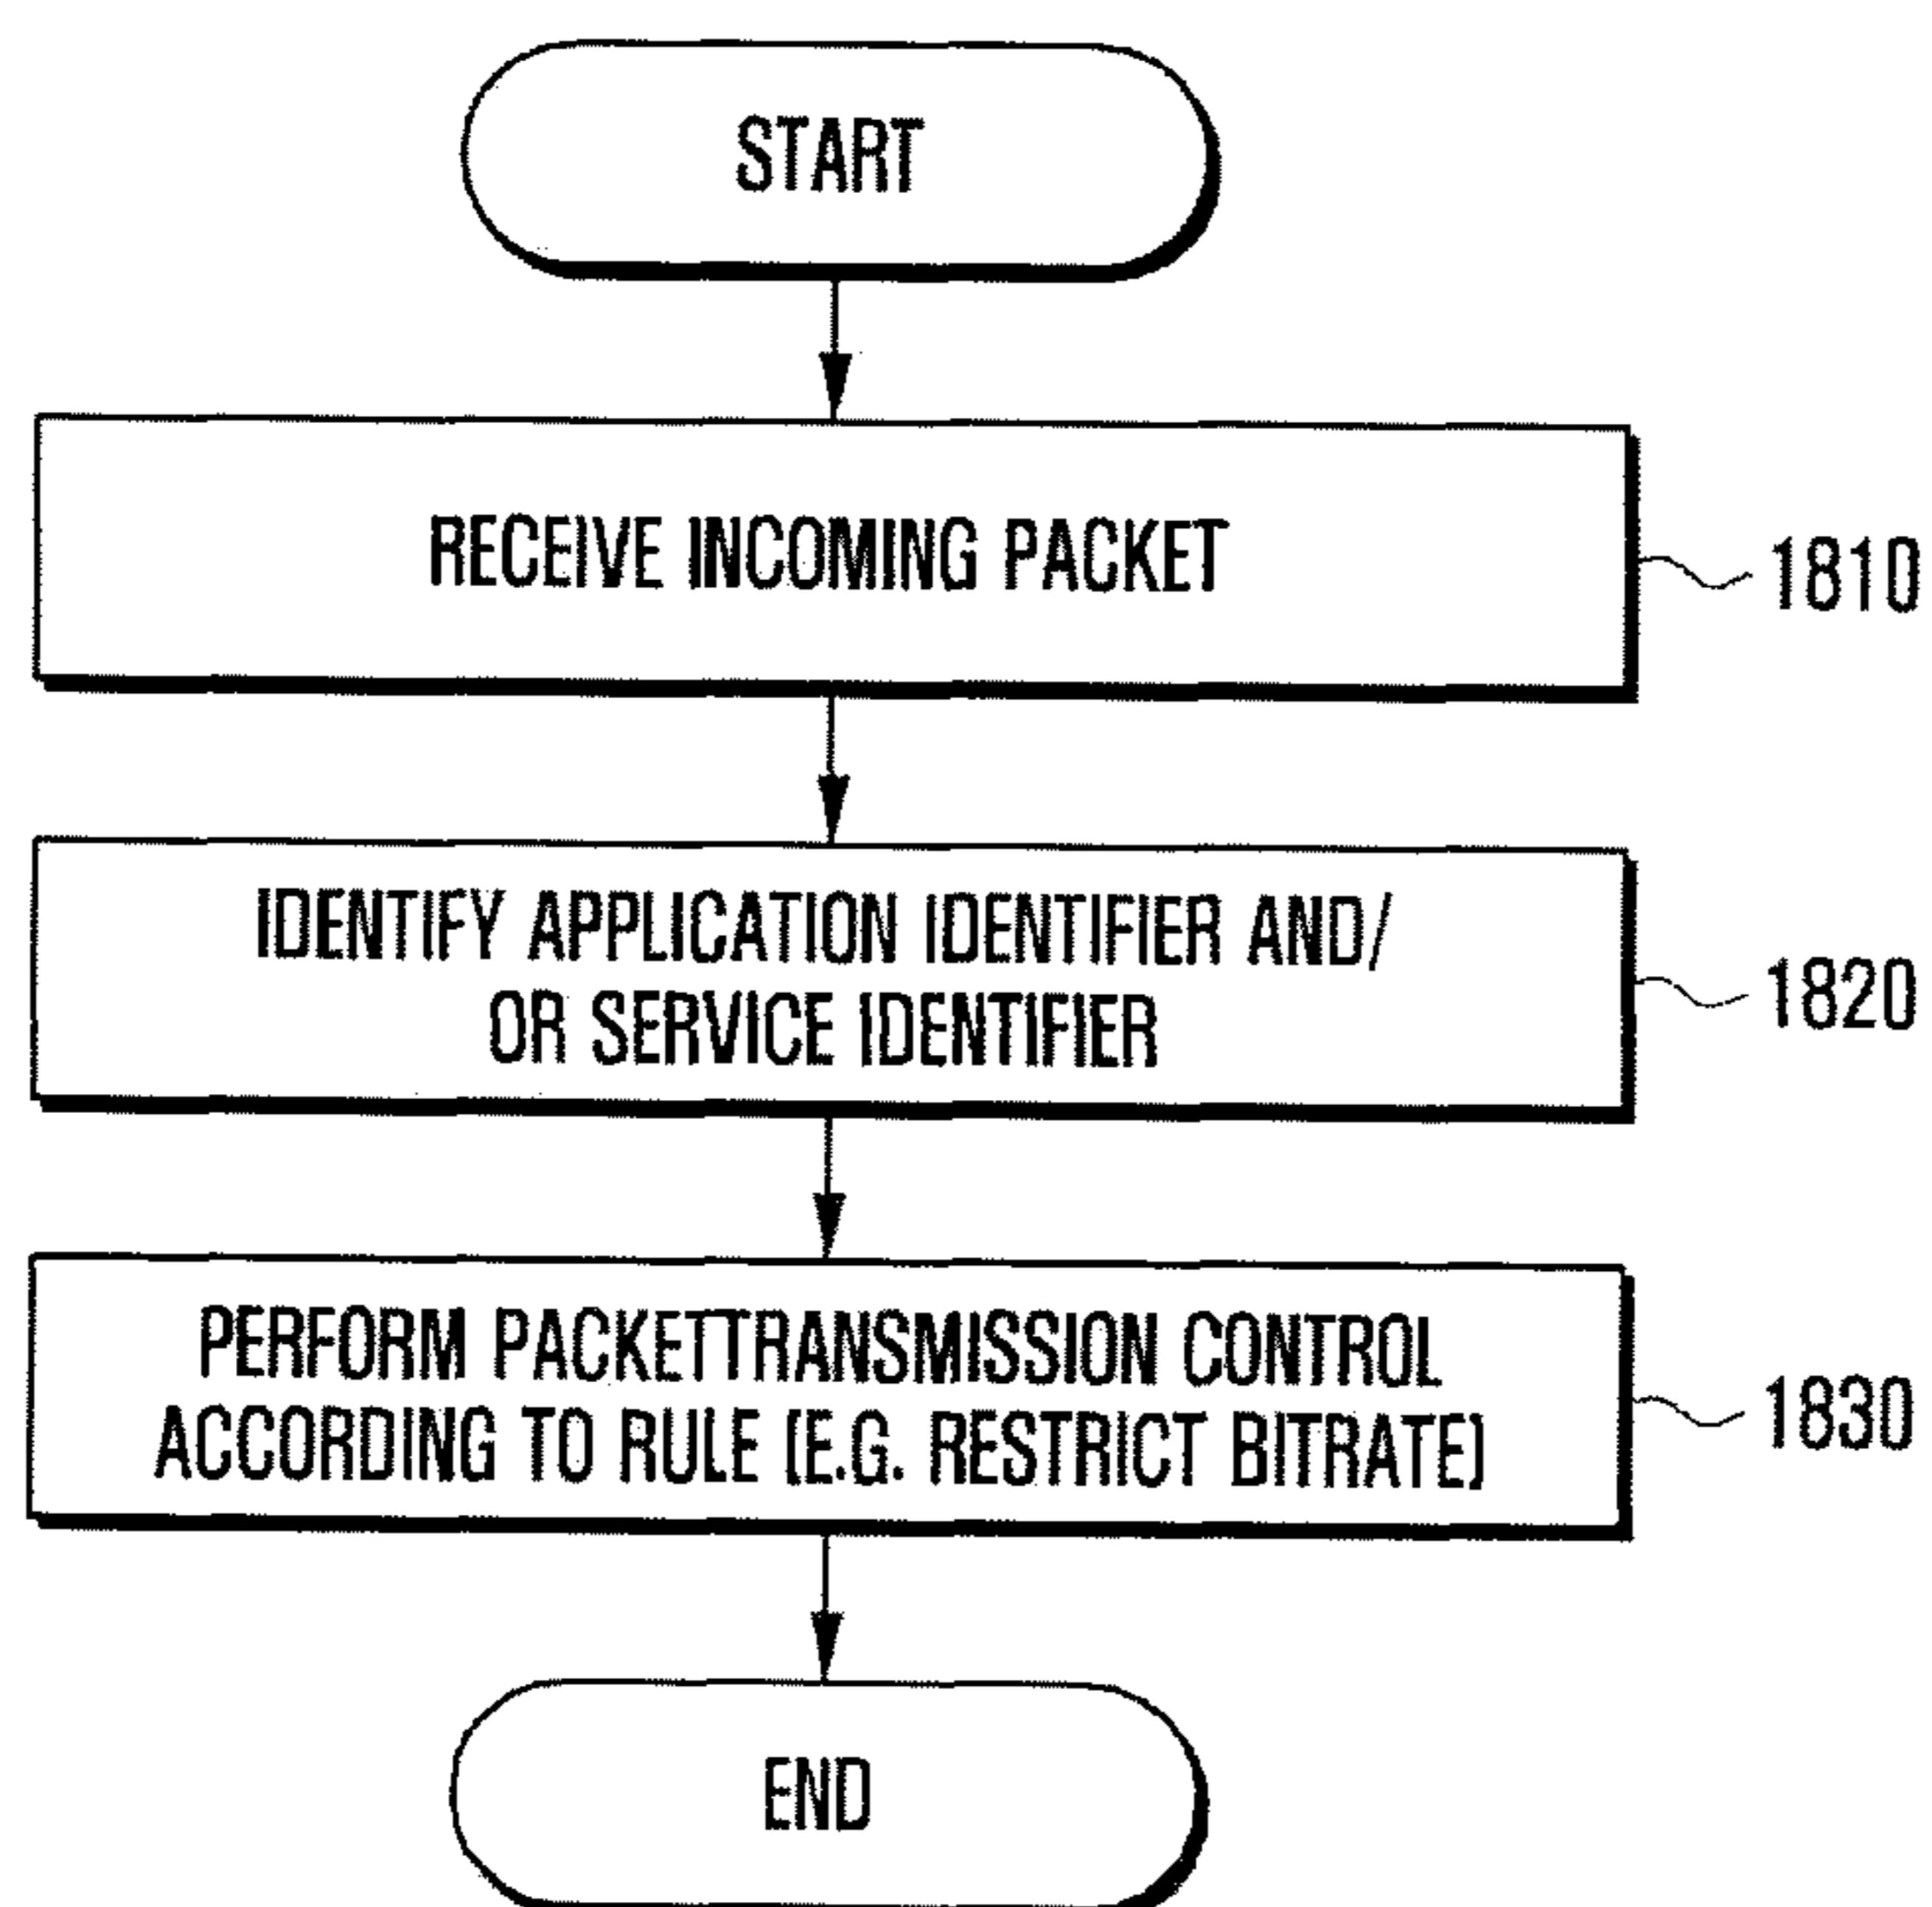 START
RECEIVE INCOMING PACKET
1810
IDENTIFY APPLICATION IDENTIFIER AND/
OR SERVICE IDENTIFIER
1820
PERFORM PACKETTRANSMISSION CONTROL
ACCORDING TO RULE (E.G. RESTRICT BITRATE)
1830
END